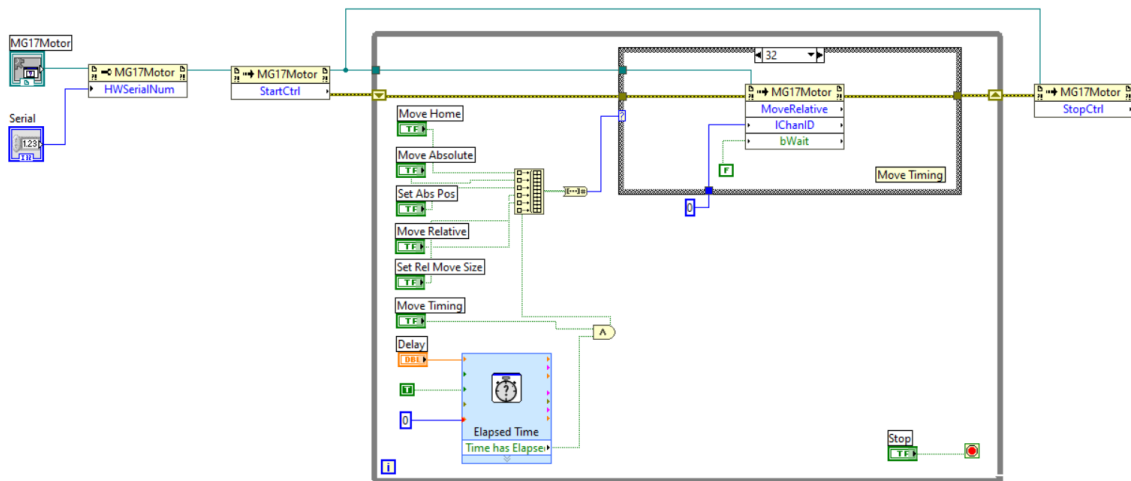 MG17Motor
MG17Motor
HWSerialNum
Serial
1.23
MG17Motor
StartCtrl
32
MG17Motor
MoveRelative
lChanID
bWait
F
Move Timing
0
MG17Motor
StopCtrl
Move Home
TF
Move Absolute
TF
Set Abs Pos
TF
Move Relative
TF
Set Rel Move Size
TF
Move Timing
TF
Delay
DBL
T
0
?
Elapsed Time
Time has Elapse
Stop
TF
i